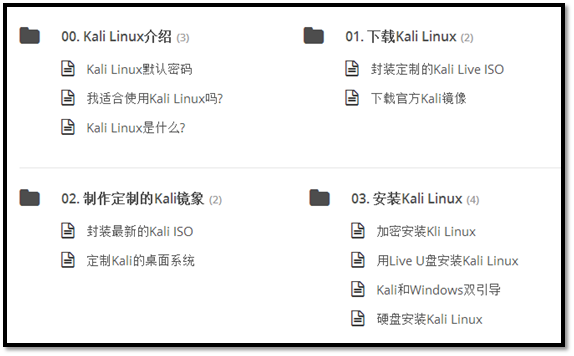 00. Kali Linux介绍 (3)
Kali Linux默认密码
我适合使用Kali Linux吗?
Kali Linux是什么?
01. 下载Kali Linux (2)
封装定制的Kali Live ISO
下载官方Kali镜像
02. 制作定制的Kali镜象 (2)
封装最新的Kali ISO
定制Kali的桌面系统
03. 安装Kali Linux (4)
加密安装Kli Linux
用Live U盘安装Kali Linux
Kali和Windows双引导
硬盘安装Kali Linux